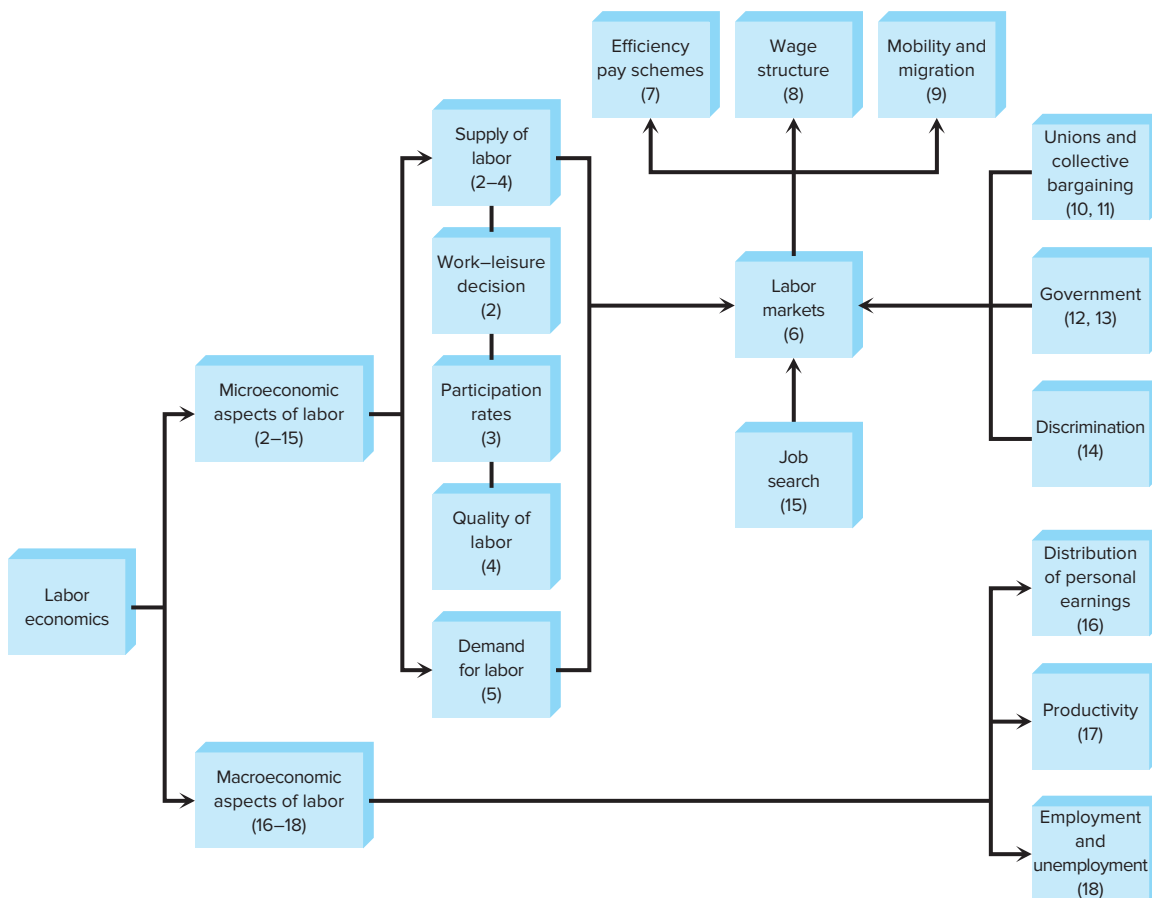 Efficiency
pay schemes
(7)
Wage
structure
(8)
Mobility and
migration
(9)
Supply of
labor
(2–4)
Unions and
collective
bargaining
(10, 11)
Work–leisure
decision
(2)
Labor
markets
(6)
Government
(12, 13)
Microeconomic
aspects of labor
(2–15)
Participation
rates
(3)
Discrimination
(14)
Job
search
(15)
Quality of
labor
(4)
Labor
economics
Distribution
of personal
earnings
(16)
Demand
for labor
(5)
Productivity
(17)
Macroeconomic
aspects of labor
(16–18)
Employment
and
unemployment
(18)